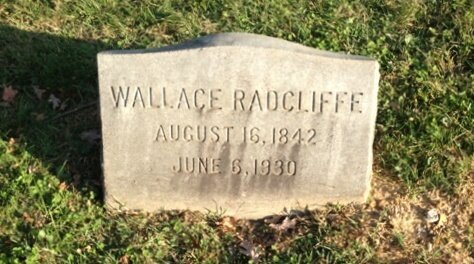 WALLACE RADCLIFFE
AUGUST 16, 1842
JUNE 6, 1930